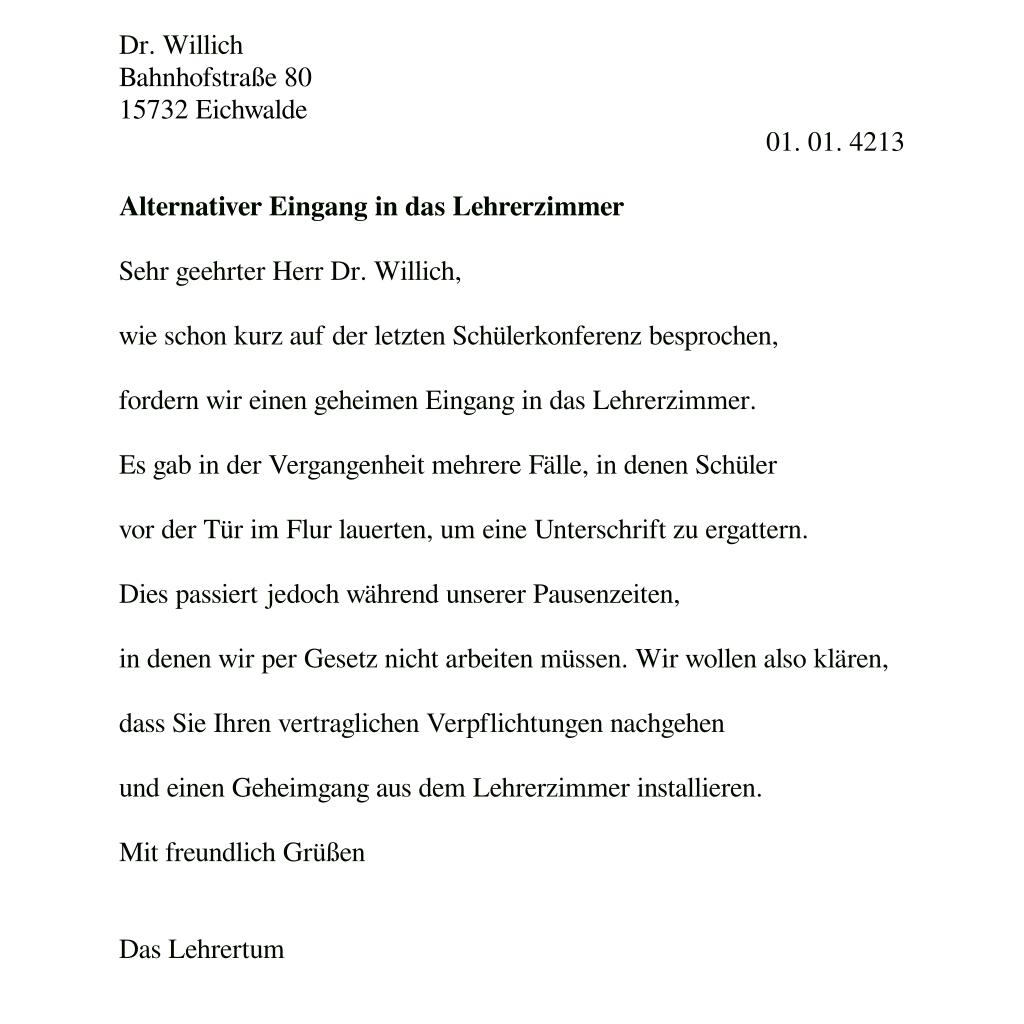 Dr. Willich
Bahnhofstraße 80
15732 Eichwalde
01. 01. 4213
Alternativer Eingang in das Lehrerzimmer
Sehr geehrter Herr Dr. Willich,
wie schon kurz auf der letzten Schülerkonferenz besprochen,
fordern wir einen geheimen Eingang in das Lehrerzimmer.
Es gab in der Vergangenheit mehrere Fälle, in denen Schüler
vor der Tür im Flur lauerten, um eine Unterschrift zu ergattern.
Dies passiert jedoch während unserer Pausenzeiten,
in denen wir per Gesetz nicht arbeiten müssen. Wir wollen also klären,
dass Sie Ihren vertraglichen Verpflichtungen nachgehen
und einen Geheimgang aus dem Lehrerzimmer installieren.
Mit freundlich Grüßen
Das Lehrertum